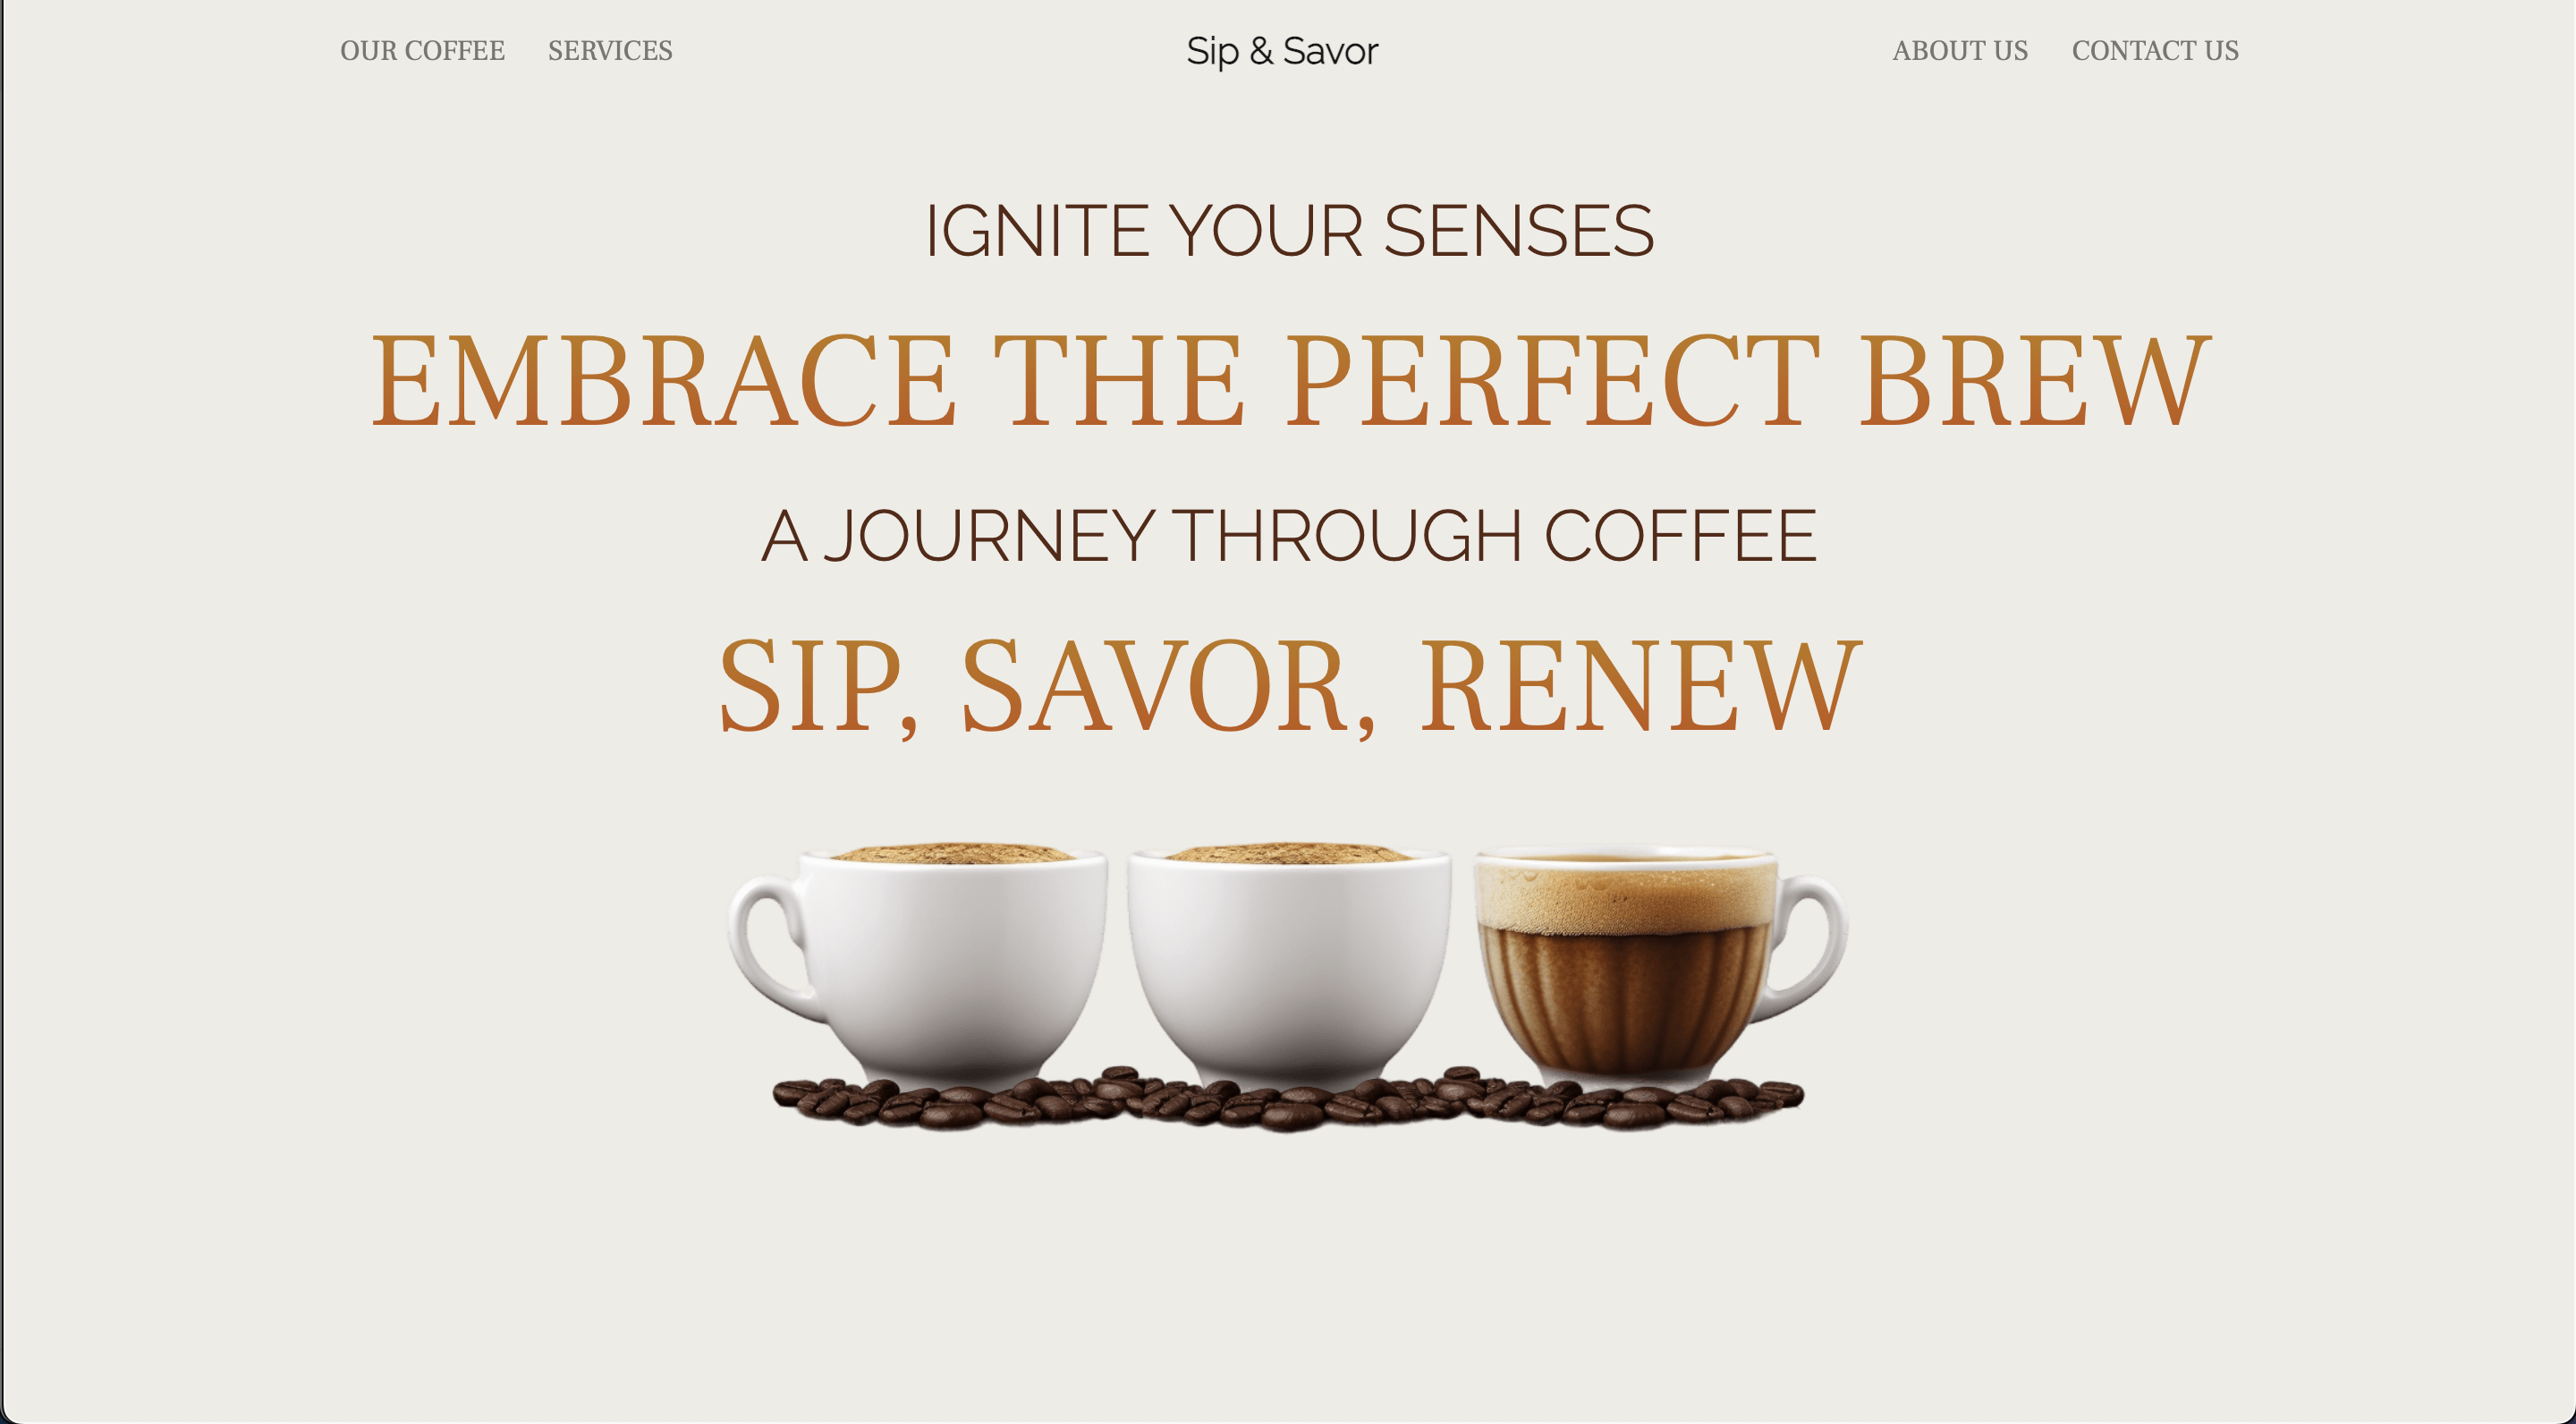 OUR COFFEE SERVICES Sip & Savor ABOUT US CONTACT US
IGNITE YOUR SENSES
EMBRACE THE PERFECT BREW
A JOURNEY THROUGH COFFEE
SIP, SAVOR, RENEW